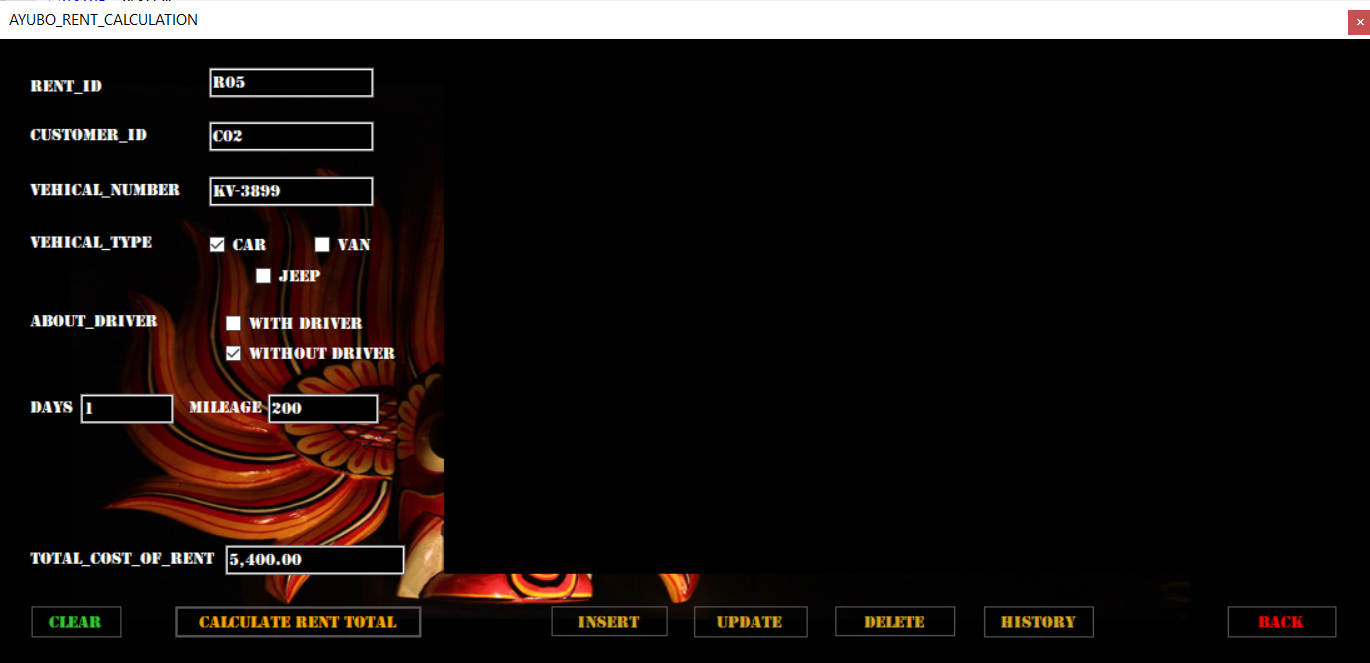 AYUBO_RENT_CALCULATION
RENT_ID R05
CUSTOMER_ID C02
VEHICAL_NUMBER KV-3899
VEHICAL_TYPE CAR VAN
JEEP
ABOUT_DRIVER WITH DRIVER
WITHOUT DRIVER
DAYS 1 MILEAGE 200
TOTAL_COST_OF_RENT 5,400.00
CLEAR CALCULATE RENT TOTAL INSERT UPDATE DELETE HISTORY BACK